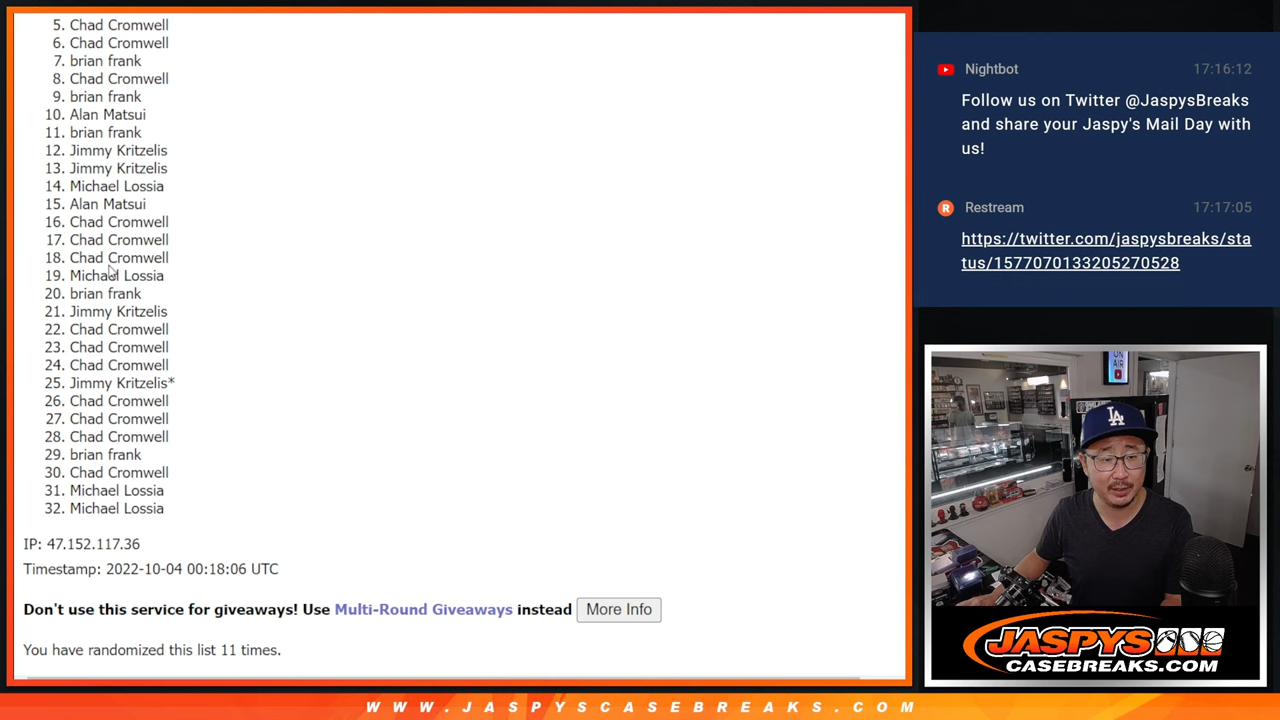 5. Chad Cromwell
6. Chad Cromwell
7. brian frank
8. Chad Cromwell
9. brian frank
10. Alan Matsui
11. brian frank
12. Jimmy Kritzelis
13. Jimmy Kritzelis
14. Michael Lossia
15. Alan Matsui
16. Chad Cromwell
17. Chad Cromwell
18. Chad Cromwell
19. Michael Lossia
20. brian frank
21. Jimmy Kritzelis
22. Chad Cromwell
23. Chad Cromwell
24. Chad Cromwell
25. Jimmy Kritzelis*
26. Chad Cromwell
27. Chad Cromwell
28. Chad Cromwell
29. brian frank
30. Chad Cromwell
31. Michael Lossia
32. Michael Lossia
IP: 47.152.117.36
Timestamp: 2022-10-04 00:18:06 UTC
Don't use this service for giveaways! Use Multi-Round Giveaways instead More Info
You have randomized this list 11 times.
Nightbot 17:16:12
Follow us on Twitter @JaspysBreaks
and share your Jaspy's Mail Day with
us!
R Restream 17:17:05
https://twitter.com/jaspysbreaks/sta
tus/1577070133205270528
ON
AIR
LA
JASPYS
CASEBREAKS.COM
WWW.JASPYSCASEBREAKS.COM